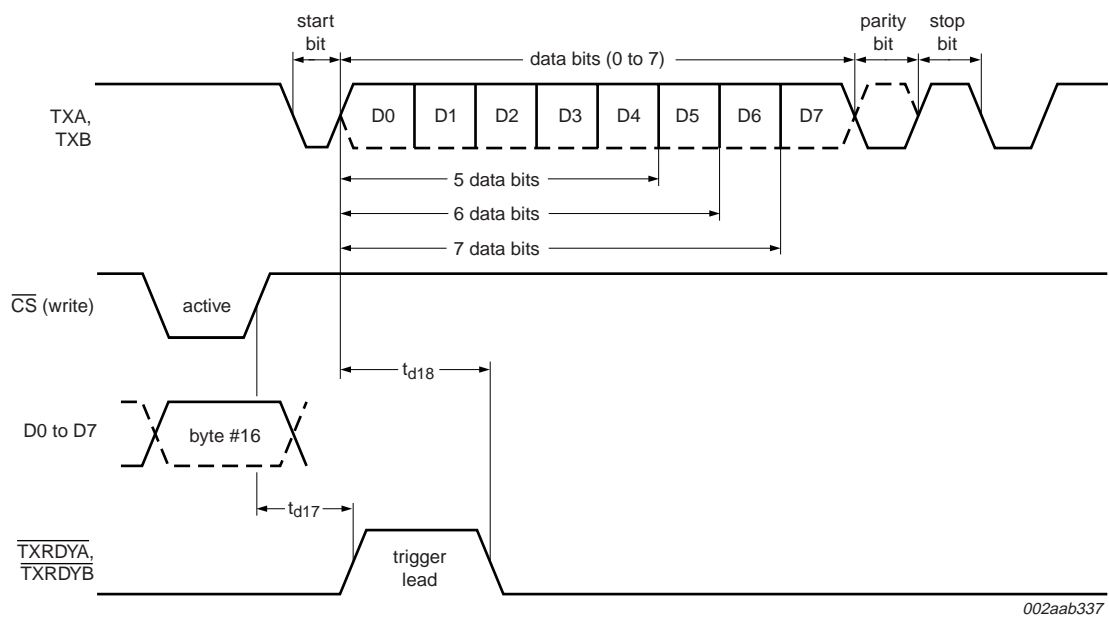 start
bit
data bits (0 to 7)
parity
bit
stop
bit
TXA,
TXB
D0 D1 D2 D3 D4 D5 D6 D7
5 data bits
6 data bits
7 data bits
CS (write)
active
td18
D0 to D7
byte #16
td17
TXRDYA,
TXRDYB
trigger
lead
002aab337